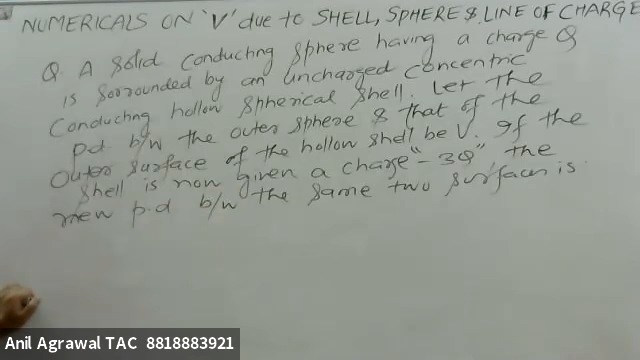 NUMERICALS ON 'V' due to SHELL, SPHERE & LINE OF CHARGE
Q. A solid conducting sphere having a charge Q
is sorrounded by an uncharged concentric
Conducting hollow spherical shell. Let the
pd b/w the outer sphere & that of the
outer surface of the hollow shell be V. If the
shell is now given a charge "-3Q", the
new p.d b/w the same two surfaces is.
Anil Agrawal TAC 8818883921